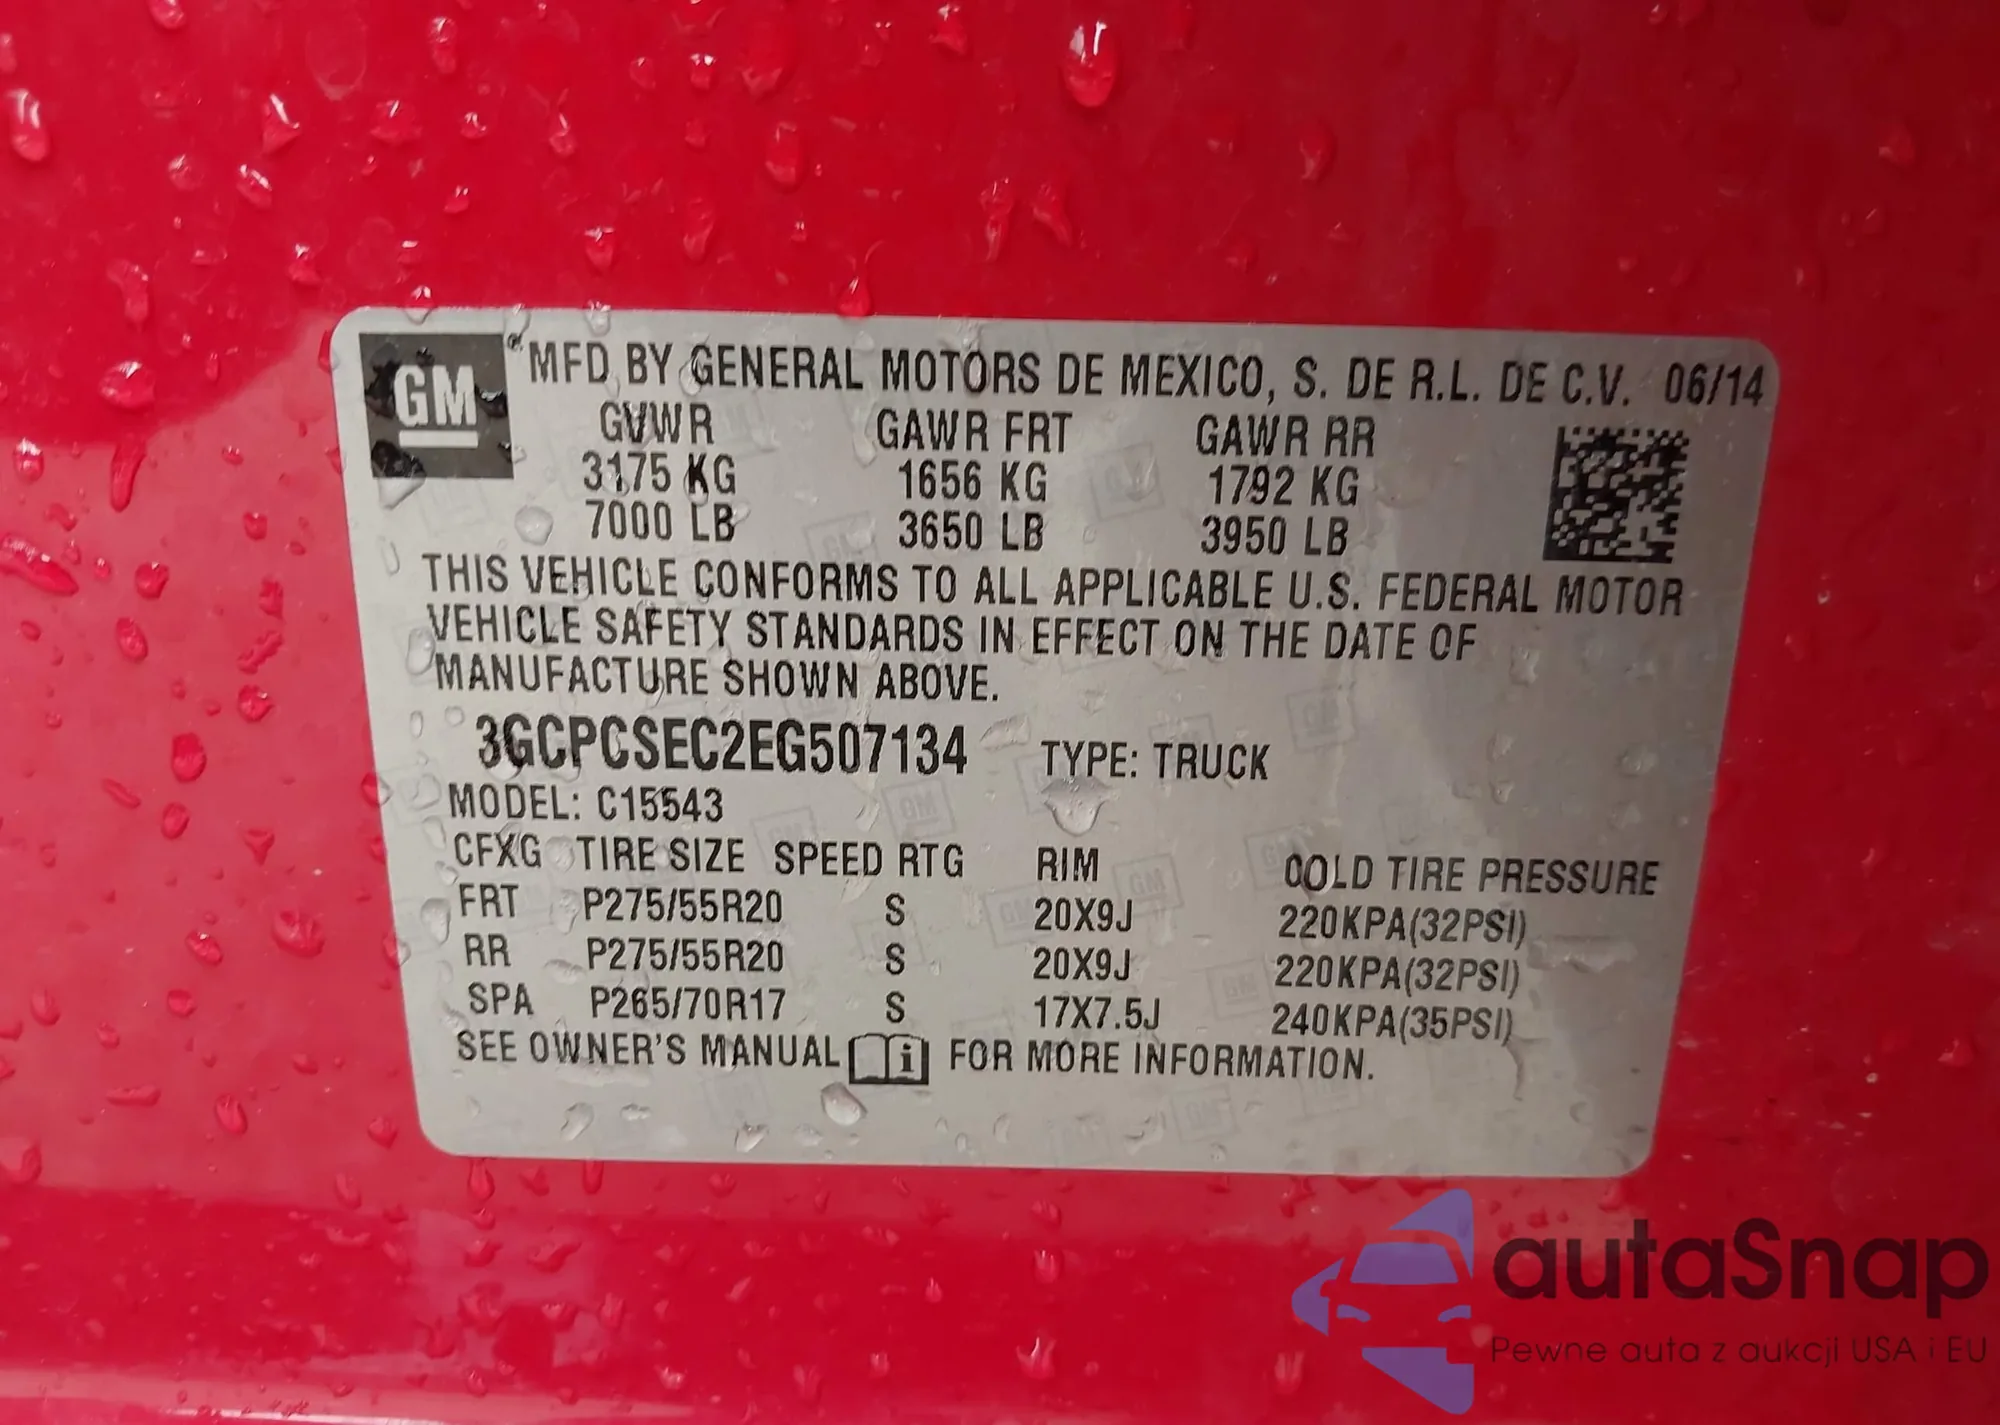 GM MFD BY GENERAL MOTORS DE MEXICO, S. DE R.L. DE C.V. 06/14
GVWR GAWR FRT GAWR RR
3175 KG 1656 KG 1792 KG
7000 LB 3650 LB 3950 LB
THIS VEHICLE CONFORMS TO ALL APPLICABLE U.S. FEDERAL MOTOR
VEHICLE SAFETY STANDARDS IN EFFECT ON THE DATE OF
MANUFACTURE SHOWN ABOVE.
3GCPCSEC2EG507134 TYPE: TRUCK
MODEL: C15543
CFXG TIRE SIZE SPEED RTG RIM COLD TIRE PRESSURE
FRT P275/55R20 S 20X9J 220KPA(32PSI)
RR P275/55R20 S 20X9J 220KPA(32PSI)
SPA P265/70R17 S 17X7.5J 240KPA(35PSI)
SEE OWNER'S MANUAL i FOR MORE INFORMATION.
autaSnap
Pewne auta z aukcji USA i EU